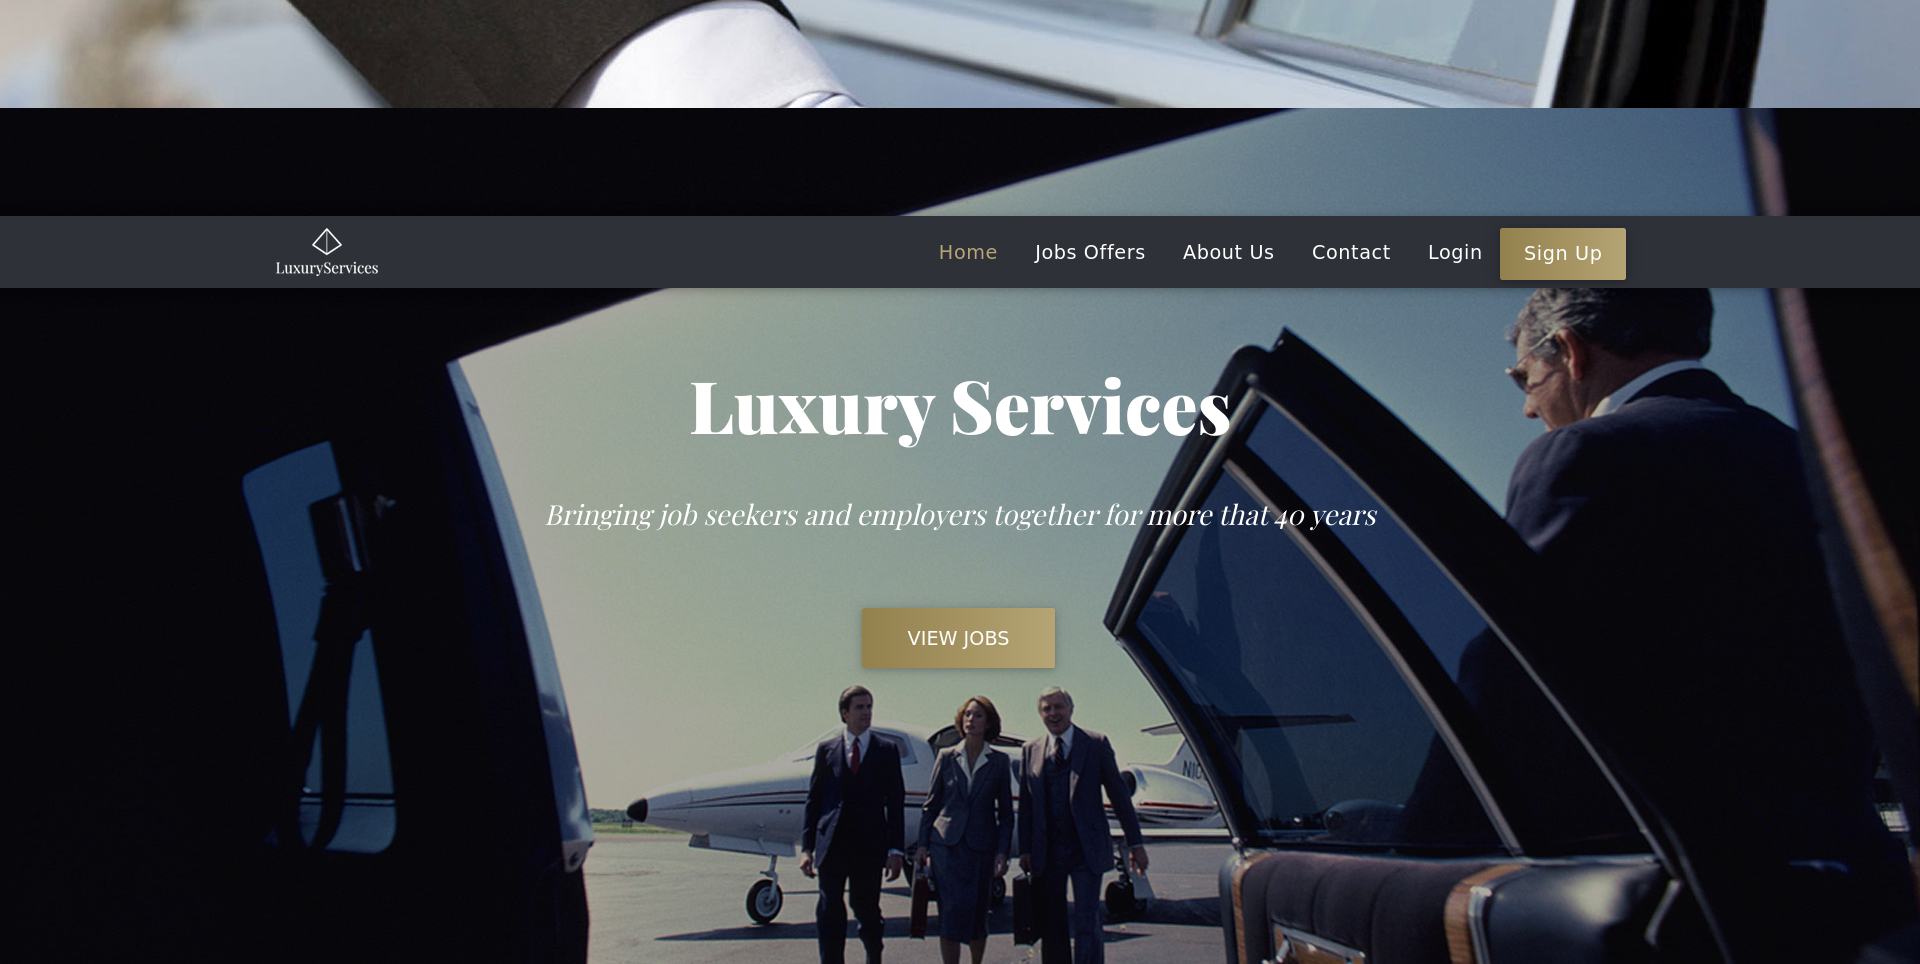 LuxuryServices
Home Jobs Offers About Us Contact Login Sign Up
Luxury Services
Bringing job seekers and employers together for more that 40 years
VIEW JOBS